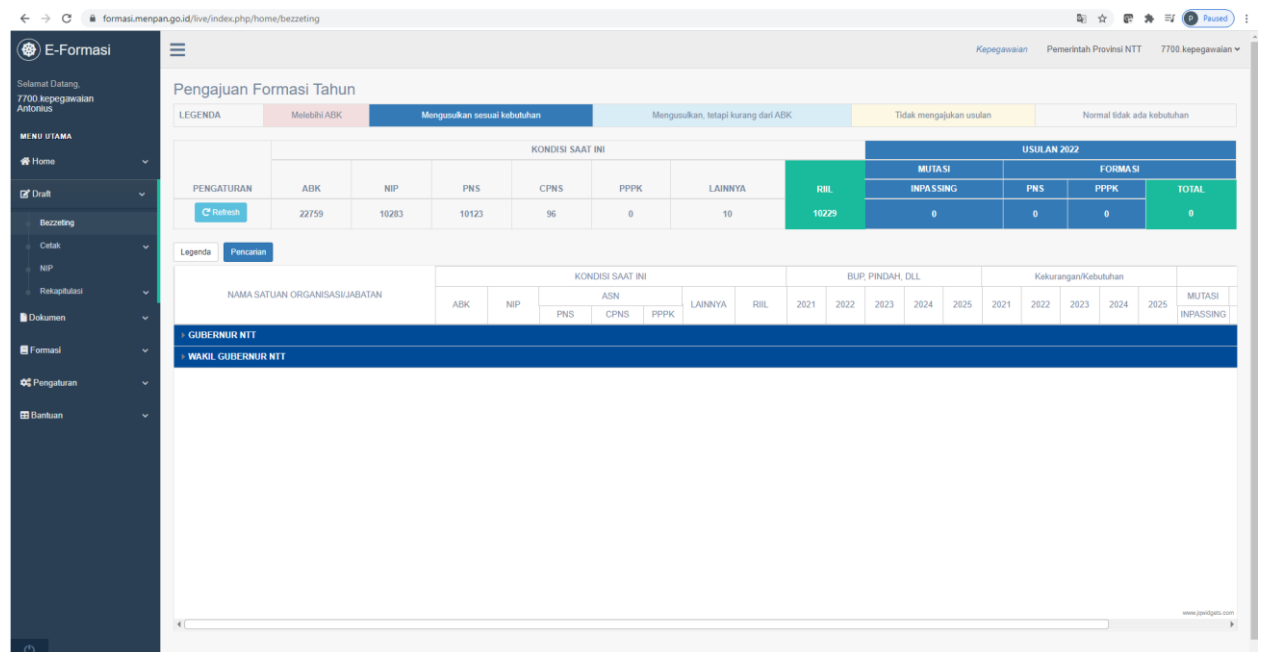 formasi.menpan.go.id/live/index.php/home/bezzeting
P Paused
E-Formasi
Kepegawaian Pemerintah Provinsi NTT 7700.kepegawaian
Selamat Datang,
7700.kepegawaian
Antonius
MENU UTAMA
Home
Draft
Bezzeting
Cetak
NIP
Rekapitulasi
Dokumen
Formasi
Pengaturan
Bantuan
Pengajuan Formasi Tahun
LEGENDA Melebihi ABK Mengusulkan sesuai kebutuhan Mengusulkan, tetapi kurang dari ABK Tidak mengajukan usulan Normal tidak ada kebutuhan
KONDISI SAAT INI USULAN 2022
MUTASI FORMASI
PENGATURAN ABK NIP PNS CPNS PPPK LAINNYA RIIL INPASSING PNS PPPK TOTAL
Refresh 22759 10283 10123 96 0 10 10229 0 0 0 0
Legenda Pencarian
KONDISI SAAT INI BUP, PINDAH, DLL Kekurangan/Kebutuhan
NAMA SATUAN ORGANISASI/JABATAN ABK NIP ASN LAINNYA RIIL 2021 2022 2023 2024 2025 2021 2022 2023 2024 2025 MUTASI
PNS CPNS PPPK INPASSING
GUBERNUR NTT
WAKIL GUBERNUR NTT
www.jqwidgets.com